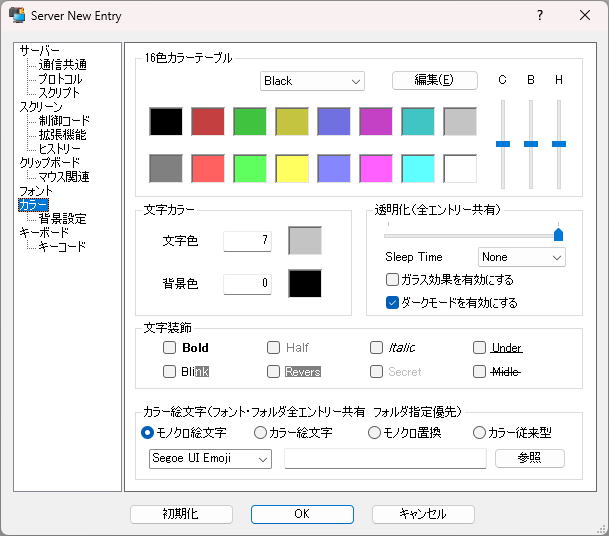 Server New Entry
?
サーバー
通信共通
プロトコル
スクリプト
スクリーン
制御コード
拡張機能
ヒストリー
クリップボード
マウス関連
フォント
カラー
背景設定
キーボード
キーコード
16色カラーテーブル
Black
編集(E)
C B H
文字カラー
文字色 7
背景色 0
透明化(全エントリー共有)
Sleep Time None
ガラス効果を有効にする
ダークモードを有効にする
文字装飾
Bold Half Italic Under
Blink Revers Secret Midle
カラー絵文字(フォント・フォルダ全エントリー共有 フォルダ指定優先)
モノクロ絵文字 カラー絵文字 モノクロ置換 カラー従来型
Segoe UI Emoji 参照
初期化 OK キャンセル